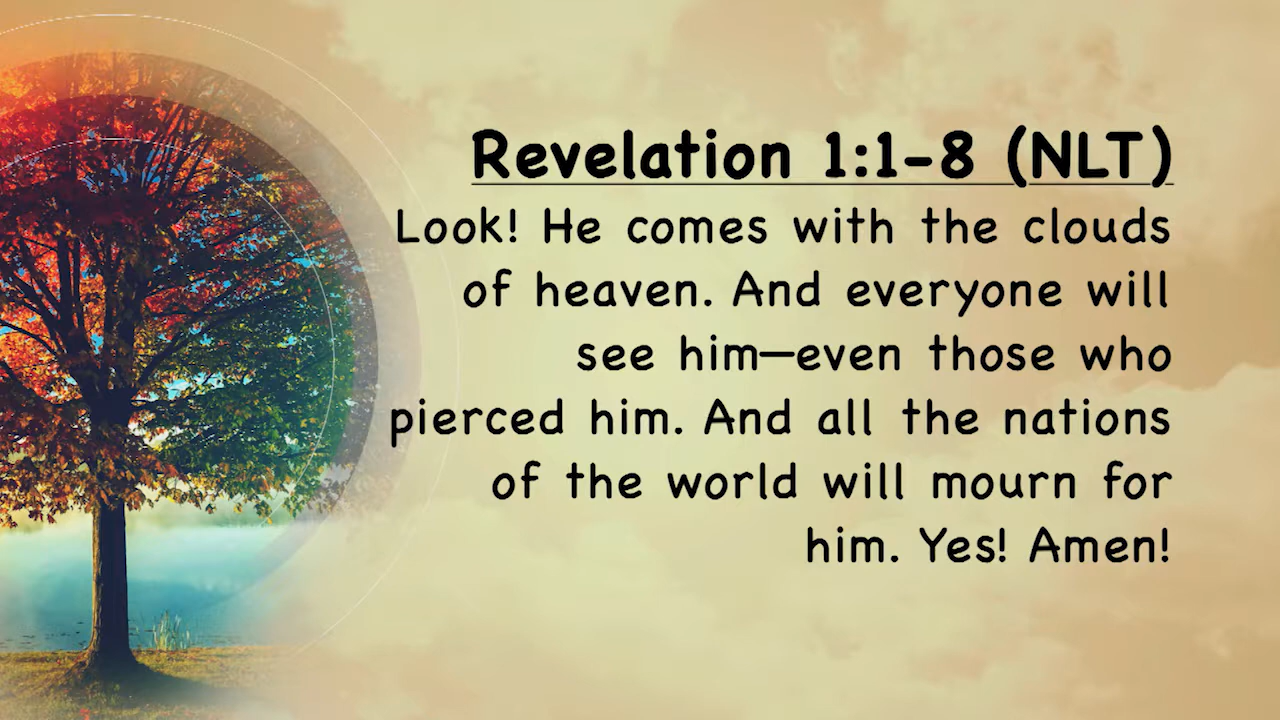 Revelation 1:1-8 (NLT)
Look! He comes with the clouds
of heaven. And everyone will
see him—even those who
pierced him. And all the nations
of the world will mourn for
him. Yes! Amen!